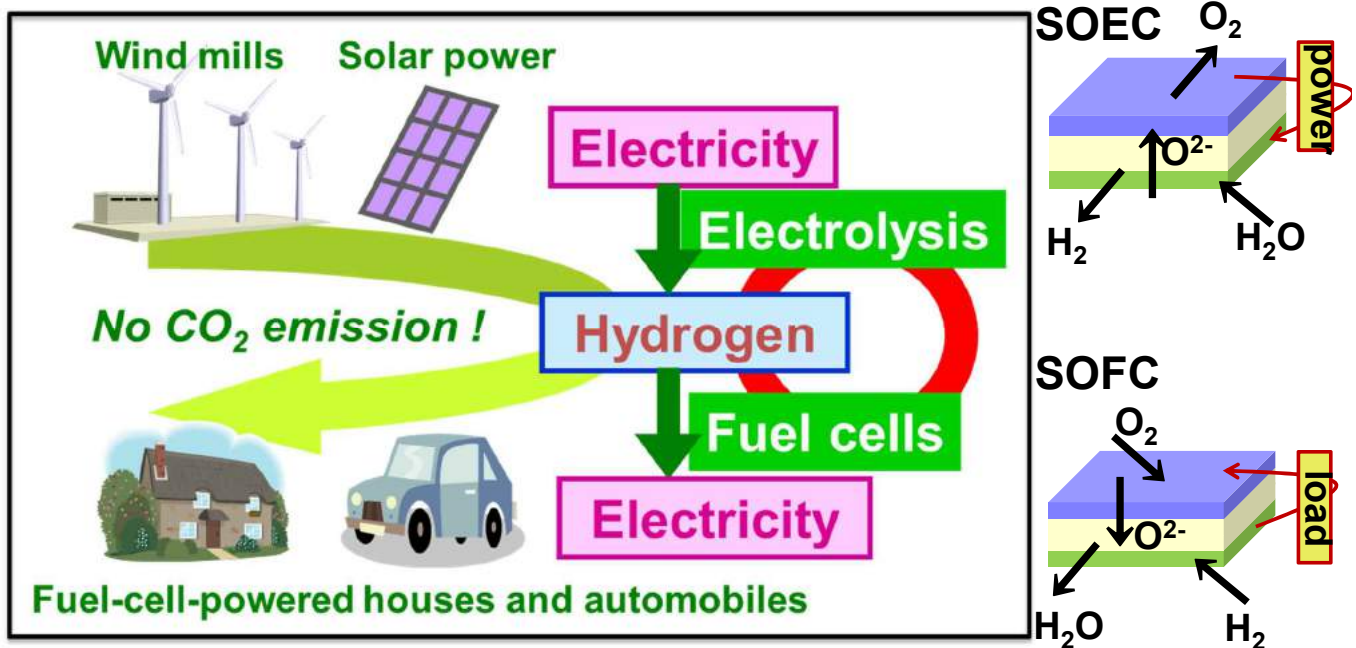 Wind mills
Solar power
Electricity
Electrolysis
No CO₂ emission !
Hydrogen
Fuel cells
Electricity
Fuel-cell-powered houses and automobiles
SOEC
O₂
power
O²⁻
H₂
H₂O
SOFC
O₂
load
O²⁻
H₂O
H₂